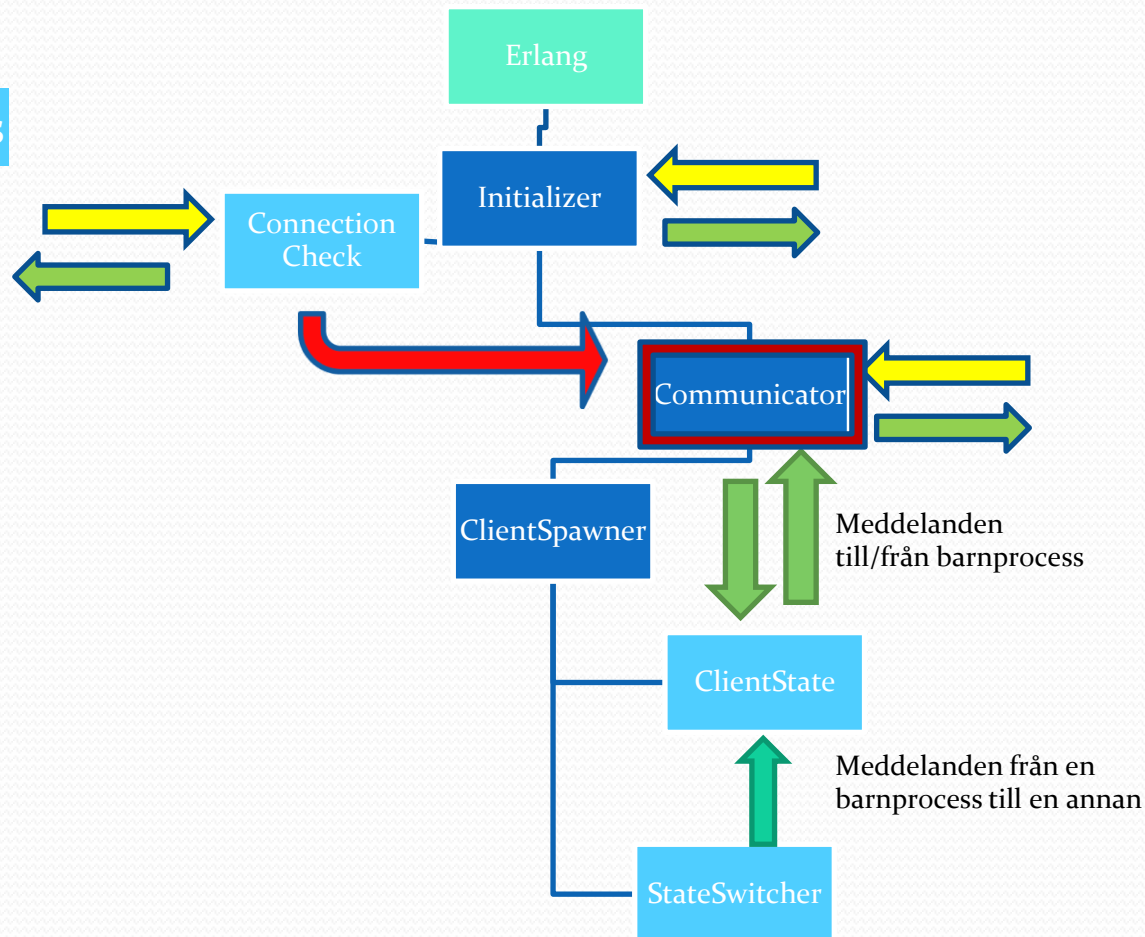 Erlang
Initializer
Connection
Check
Communicator
ClientSpawner
Meddelanden
till/från barnprocess
ClientState
Meddelanden från en
barnprocess till en annan
StateSwitcher